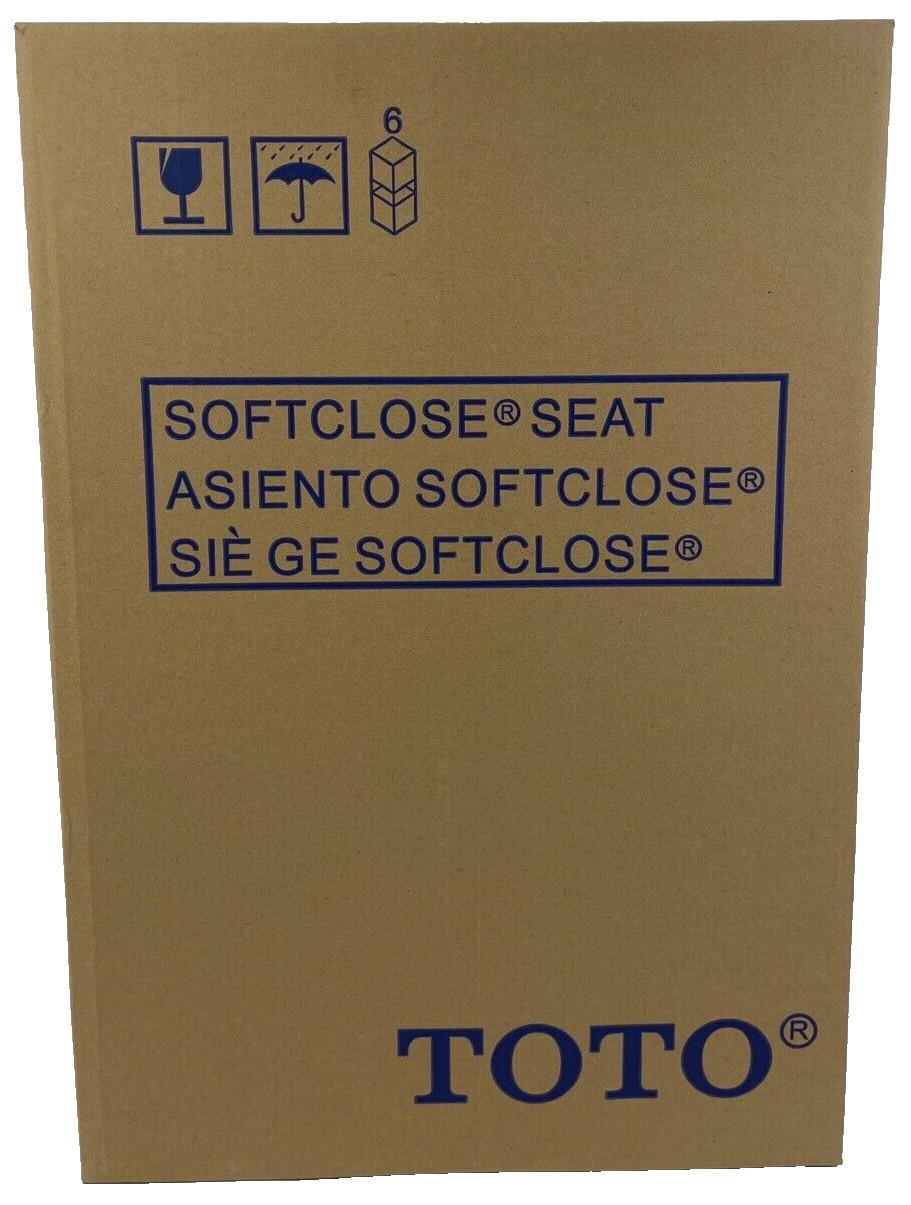 6
SOFTCLOSE® SEAT
ASIENTO SOFTCLOSE®
SIÈ GE SOFTCLOSE®
TOTO®